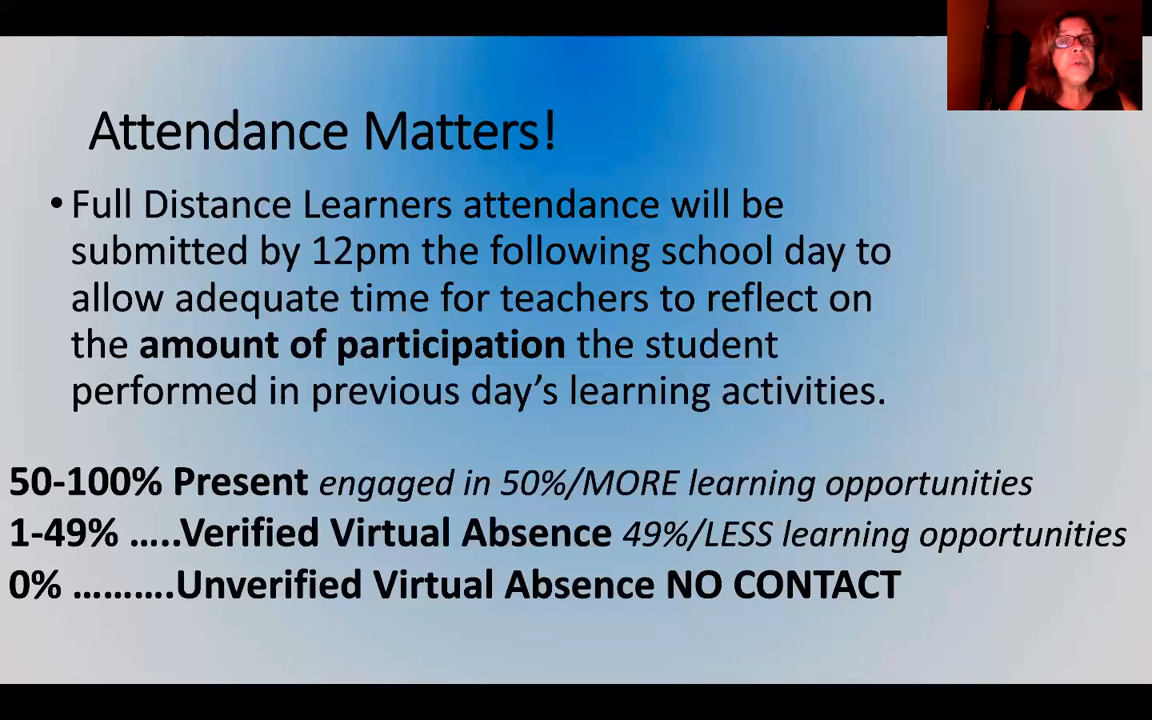 Attendance Matters!
•Full Distance Learners attendance will be
submitted by 12pm the following school day to
allow adequate time for teachers to reflect on
the amount of participation the student
performed in previous day’s learning activities.
50-100% Present engaged in 50%/MORE learning opportunities
1-49% …..Verified Virtual Absence 49%/LESS learning opportunities
0% ……….Unverified Virtual Absence NO CONTACT